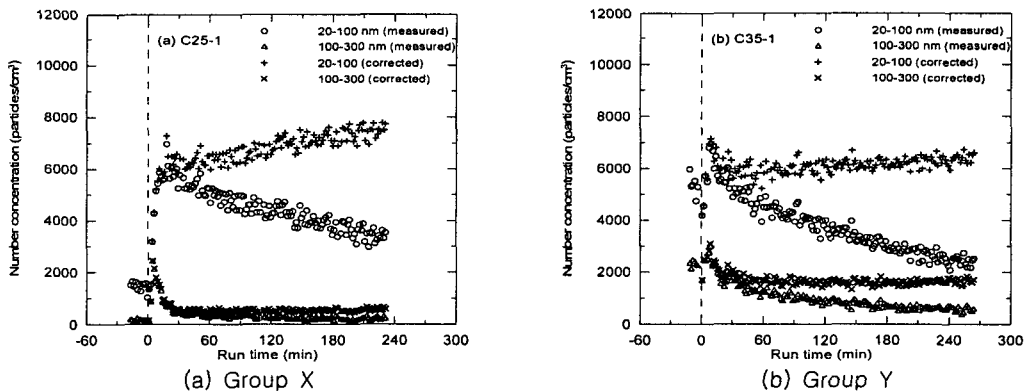 12000
10000
8000
6000
4000
2000
0
Number concentration (particles/cm³)
(a) C25-1
○ 20-100 nm (measured)
△ 100-300 nm (measured)
+ 20-100 (corrected)
× 100-300 (corrected)
-60 0 60 120 180 240 300
Run time (min)
(a) Group X
12000
10000
8000
6000
4000
2000
0
Number concentration (particles/cm³)
(b) C35-1
○ 20-100 nm (measured)
△ 100-300 nm (measured)
+ 20-100 (corrected)
× 100-300 (corrected)
-60 0 60 120 180 240 300
Run time (min)
(b) Group Y